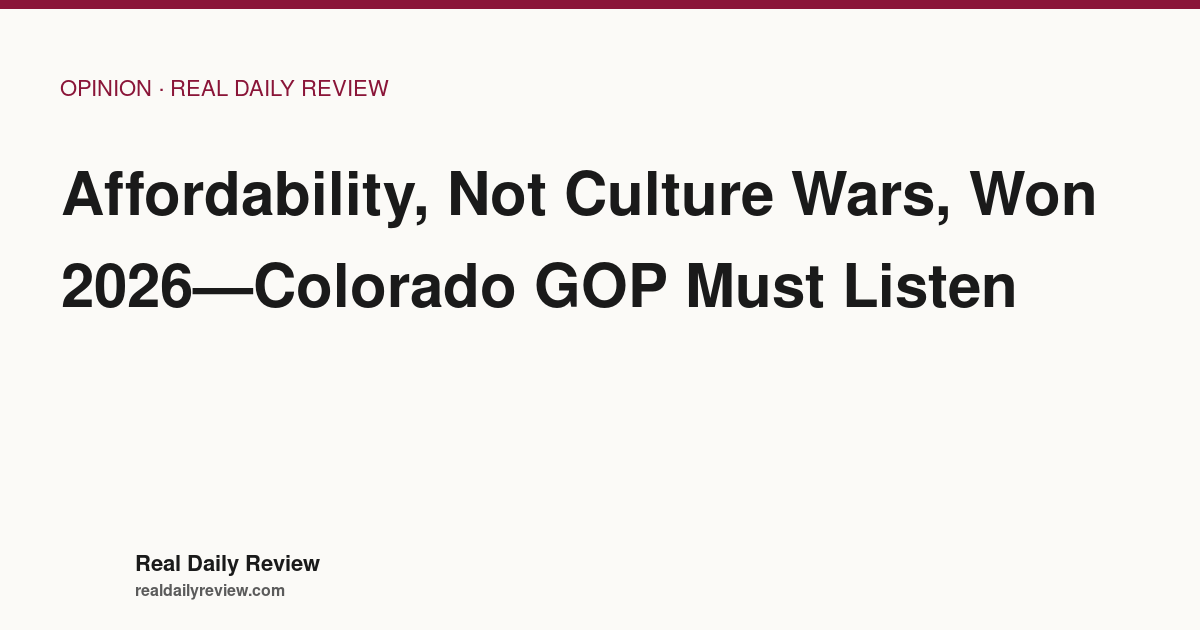 OPINION · REAL DAILY REVIEW
Affordability, Not Culture Wars, Won
2026—Colorado GOP Must Listen
Real Daily Review
realdailyreview.com